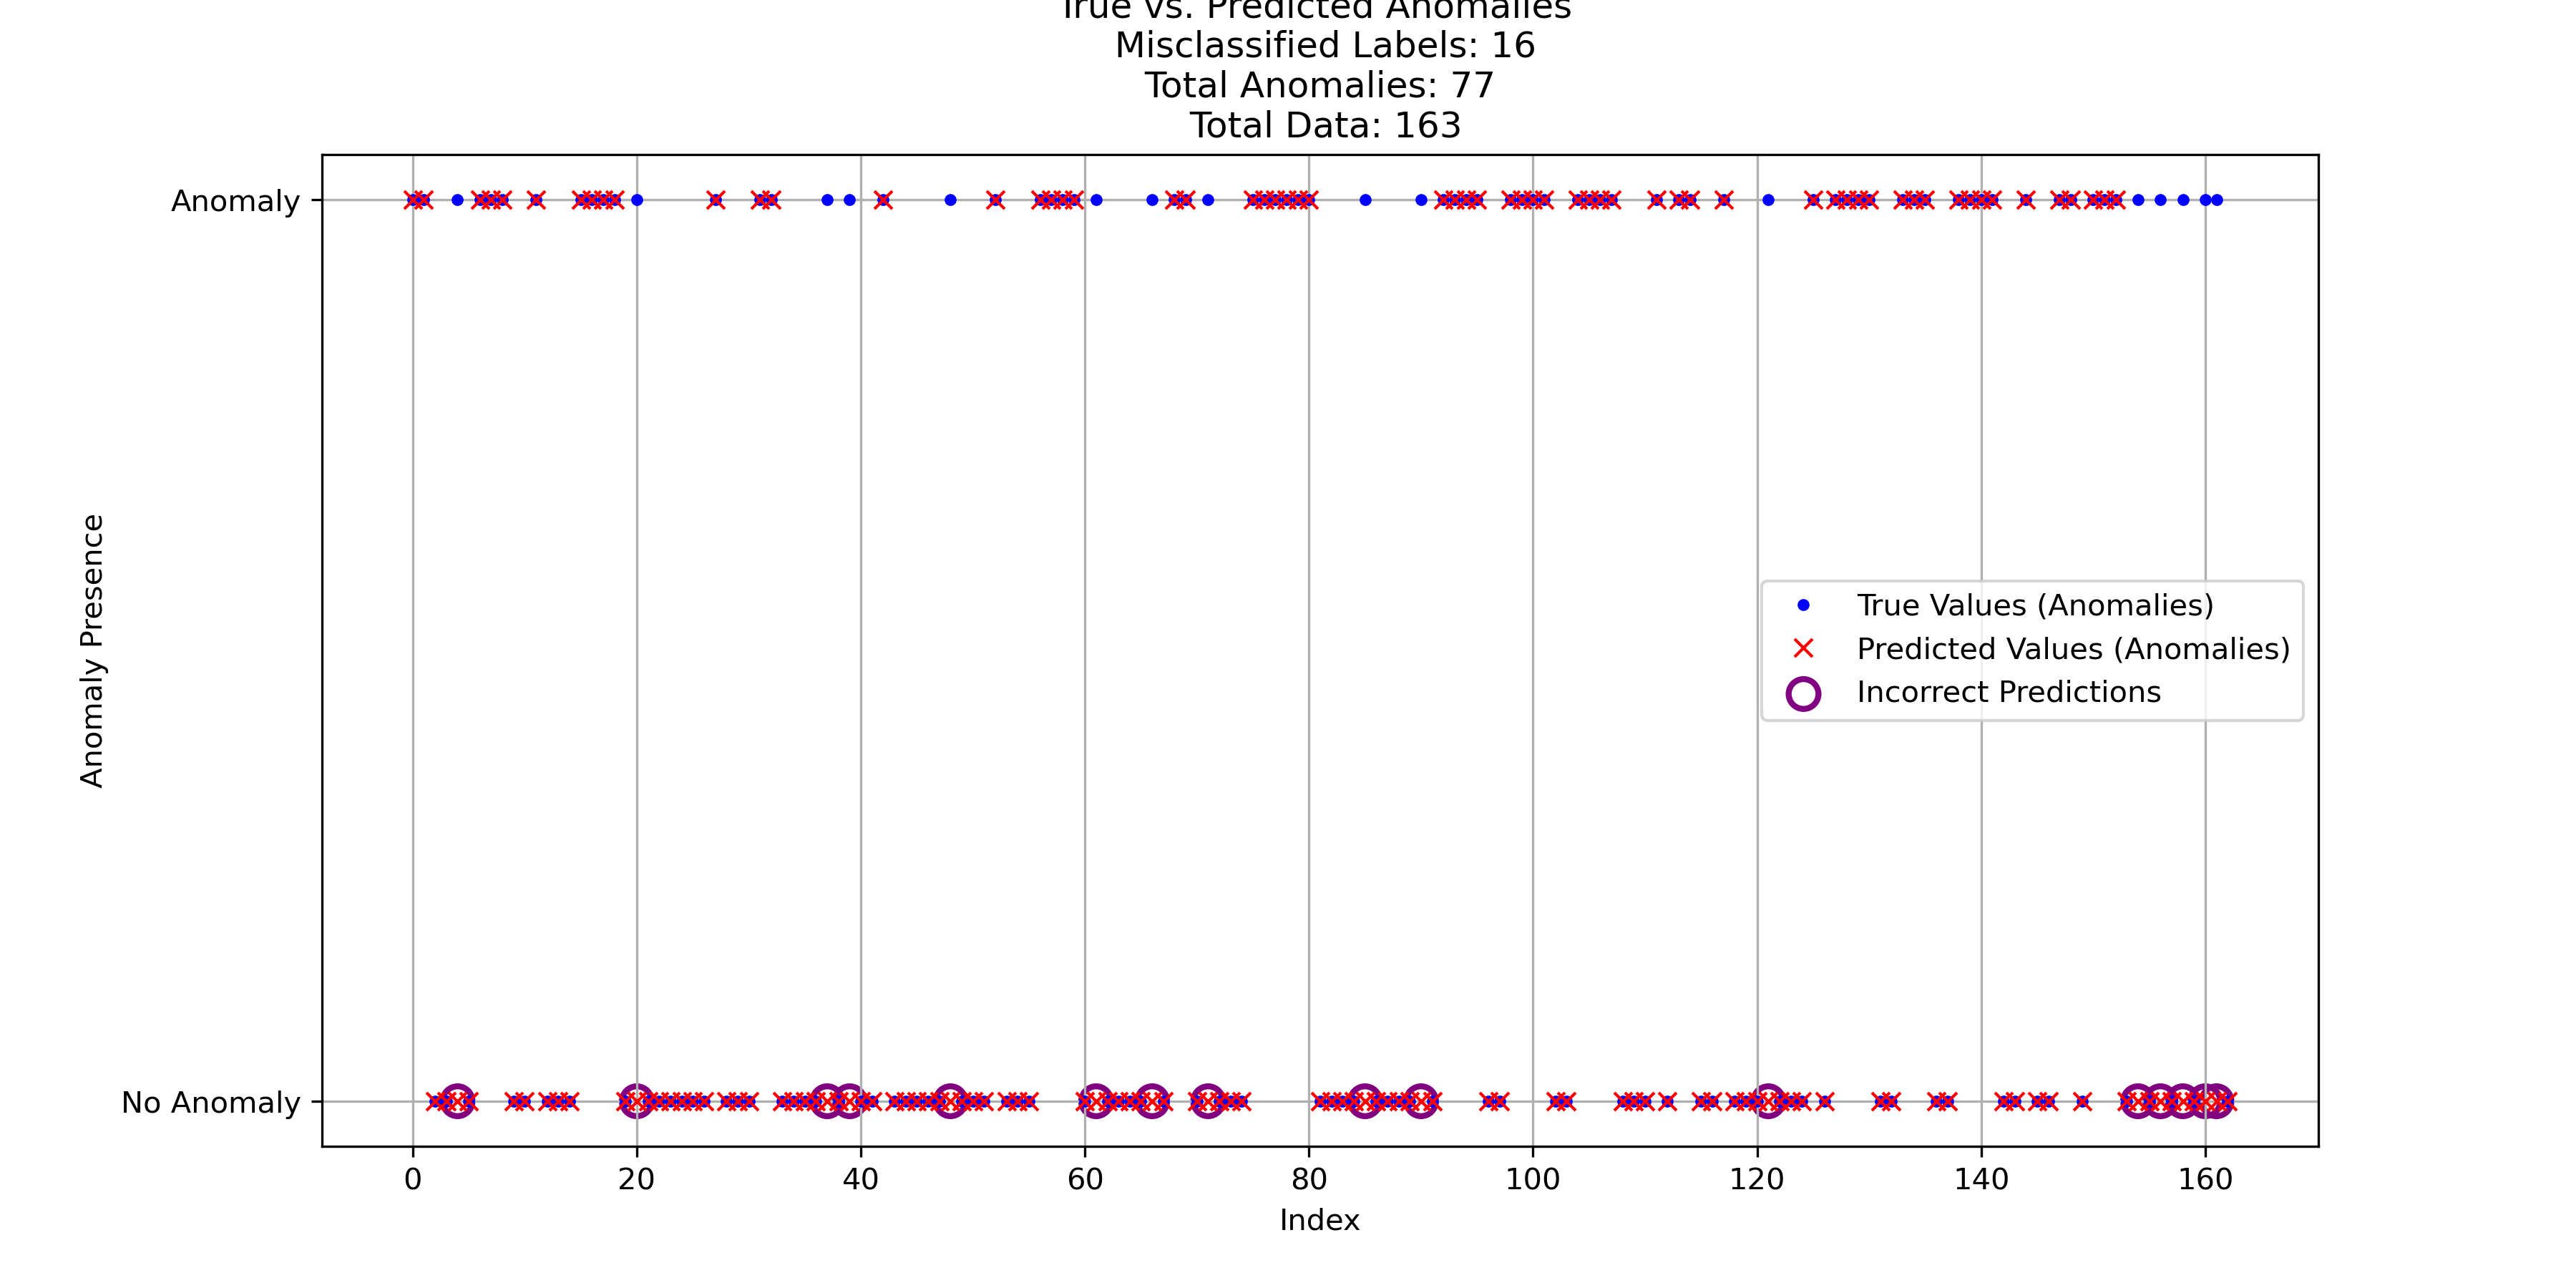 True vs. Predicted Anomalies
Misclassified Labels: 16
Total Anomalies: 77
Total Data: 163
Anomaly
Anomaly Presence
True Values (Anomalies)
Predicted Values (Anomalies)
Incorrect Predictions
No Anomaly
0 20 40 60 80 100 120 140 160
Index